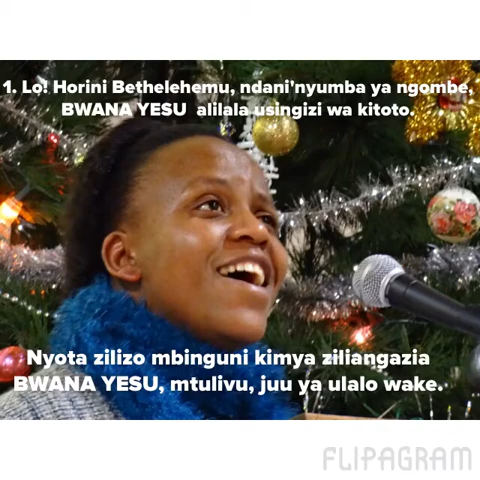 1. Lo! Horini Bethelehemu, ndani'nyumba ya ngombe,
BWANA YESU alilala usingizi wa kitoto.
Nyota zilizo mbinguni kimya ziliangazia
BWANA YESU, mtulivu, juu ya ulalo wake.
FLIPAGRAM